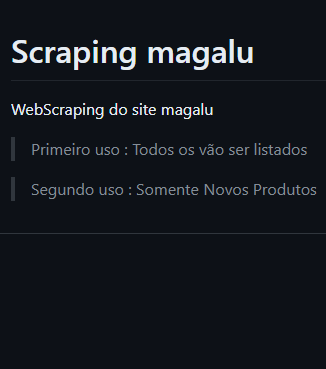 Scraping magalu
WebScraping do site magalu
Primeiro uso : Todos os vão ser listados
Segundo uso : Somente Novos Produtos